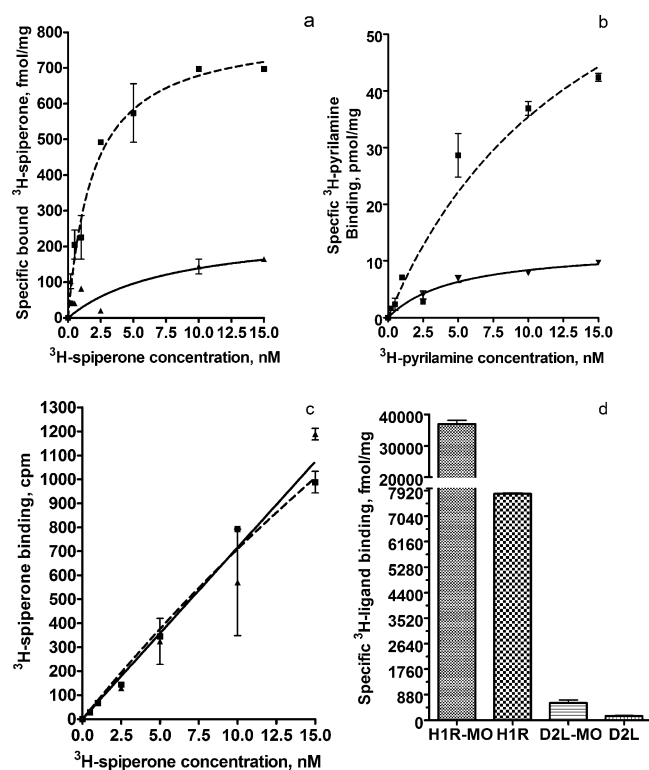 a
Specific bound ³H-spiperone, fmol/mg
800
700
600
500
400
300
200
100
0
0.0 2.5 5.0 7.5 10.0 12.5 15.0
³H-spiperone concentration, nM
b
Specfic ³H-pyrilamine
Binding, pmol/mg
50
40
30
20
10
0
0.0 2.5 5.0 7.5 10.0 12.5 15.0
³H-pyrilamine concentration, nM
c
³H-spiperone binding, cpm
1300
1200
1100
1000
900
800
700
600
500
400
300
200
100
0
0.0 2.5 5.0 7.5 10.0 12.5 15.0
³H-spiperone concentration, nM
d
Specific ³H-ligand binding, fmol/mg
40000
30000
20000
7920
7040
6160
5280
4400
3520
2640
1760
880
0
H1R-MO H1R D2L-MO D2L